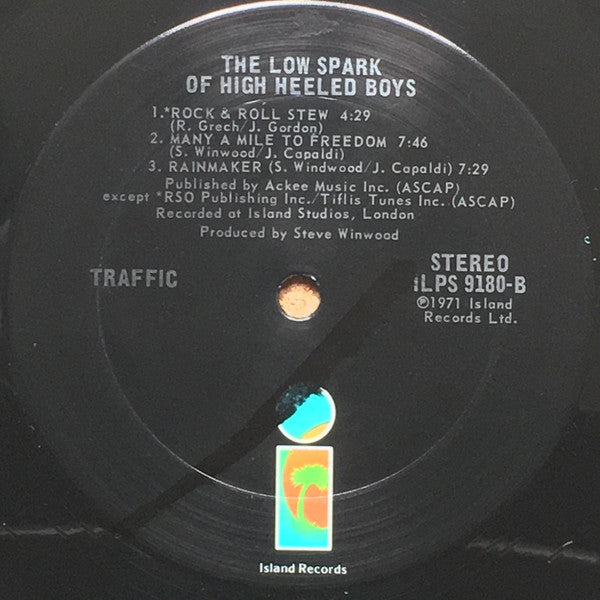 THE LOW SPARK
OF HIGH HEELED BOYS
1.*ROCK & ROLL STEW 4:29
(R. Grech/J. Gordon)
2. MANY A MILE TO FREEDOM 7:46
(S. Winwood/J. Capaldi)
3. RAINMAKER (S. Windwood/J. Capaldi) 7:29
Published by Ackee Music Inc. (ASCAP)
except *RSO Publishing Inc./Tiflis Tunes Inc. (ASCAP)
Recorded at Island Studios, London
Produced by Steve Winwood
TRAFFIC
STEREO
ILPS 9180-B
℗1971 Island
Records Ltd.
Island Records